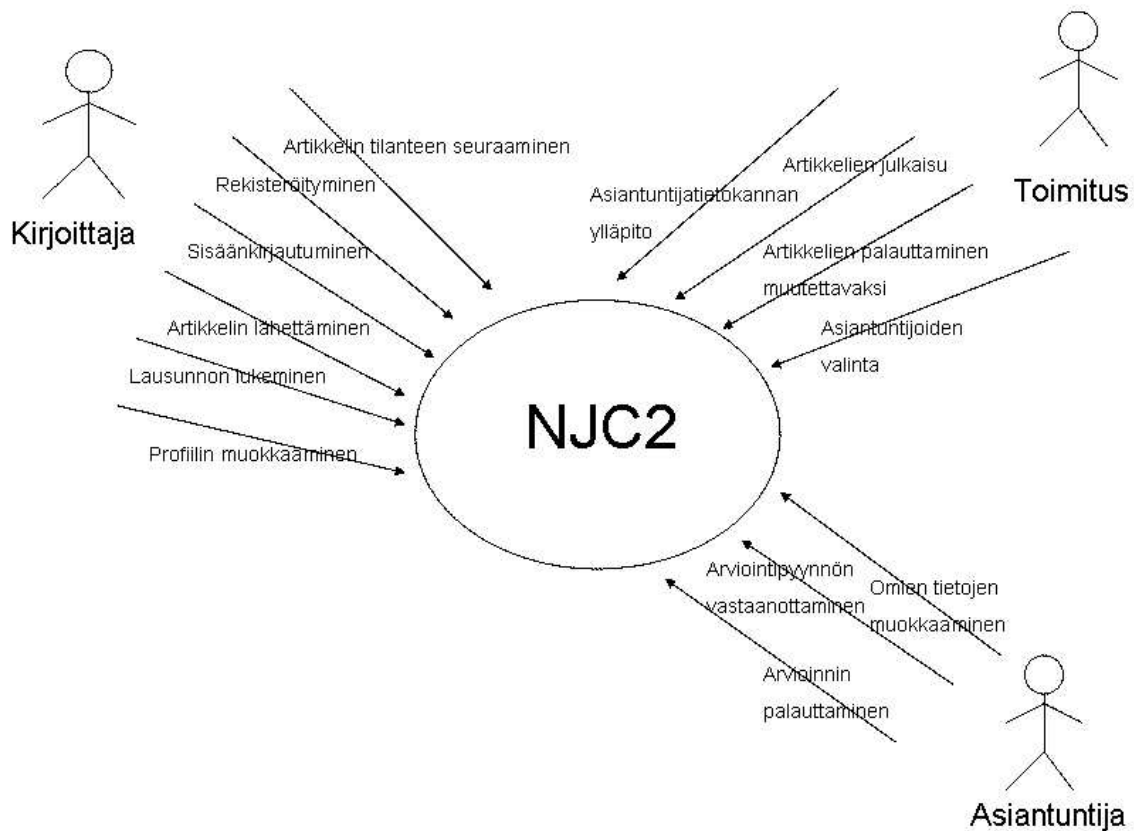 Kirjoittaja
Artikkelin tilanteen seuraaminen
Rekisteröityminen
Sisäänkirjautuminen
Artikkelin lähettäminen
Lausunnon lukeminen
Profiilin muokkaaminen
Toimitus
Asiantuntijatietokannan
ylläpito
Artikkelien julkaisu
Artikkelien palauttaminen
muutettavaksi
Asiantuntijoiden
valinta
NJC2
Arviointipyynnön
vastaanottaminen
Omien tietojen
muokkaaminen
Arvioinnin
palauttaminen
Asiantuntija